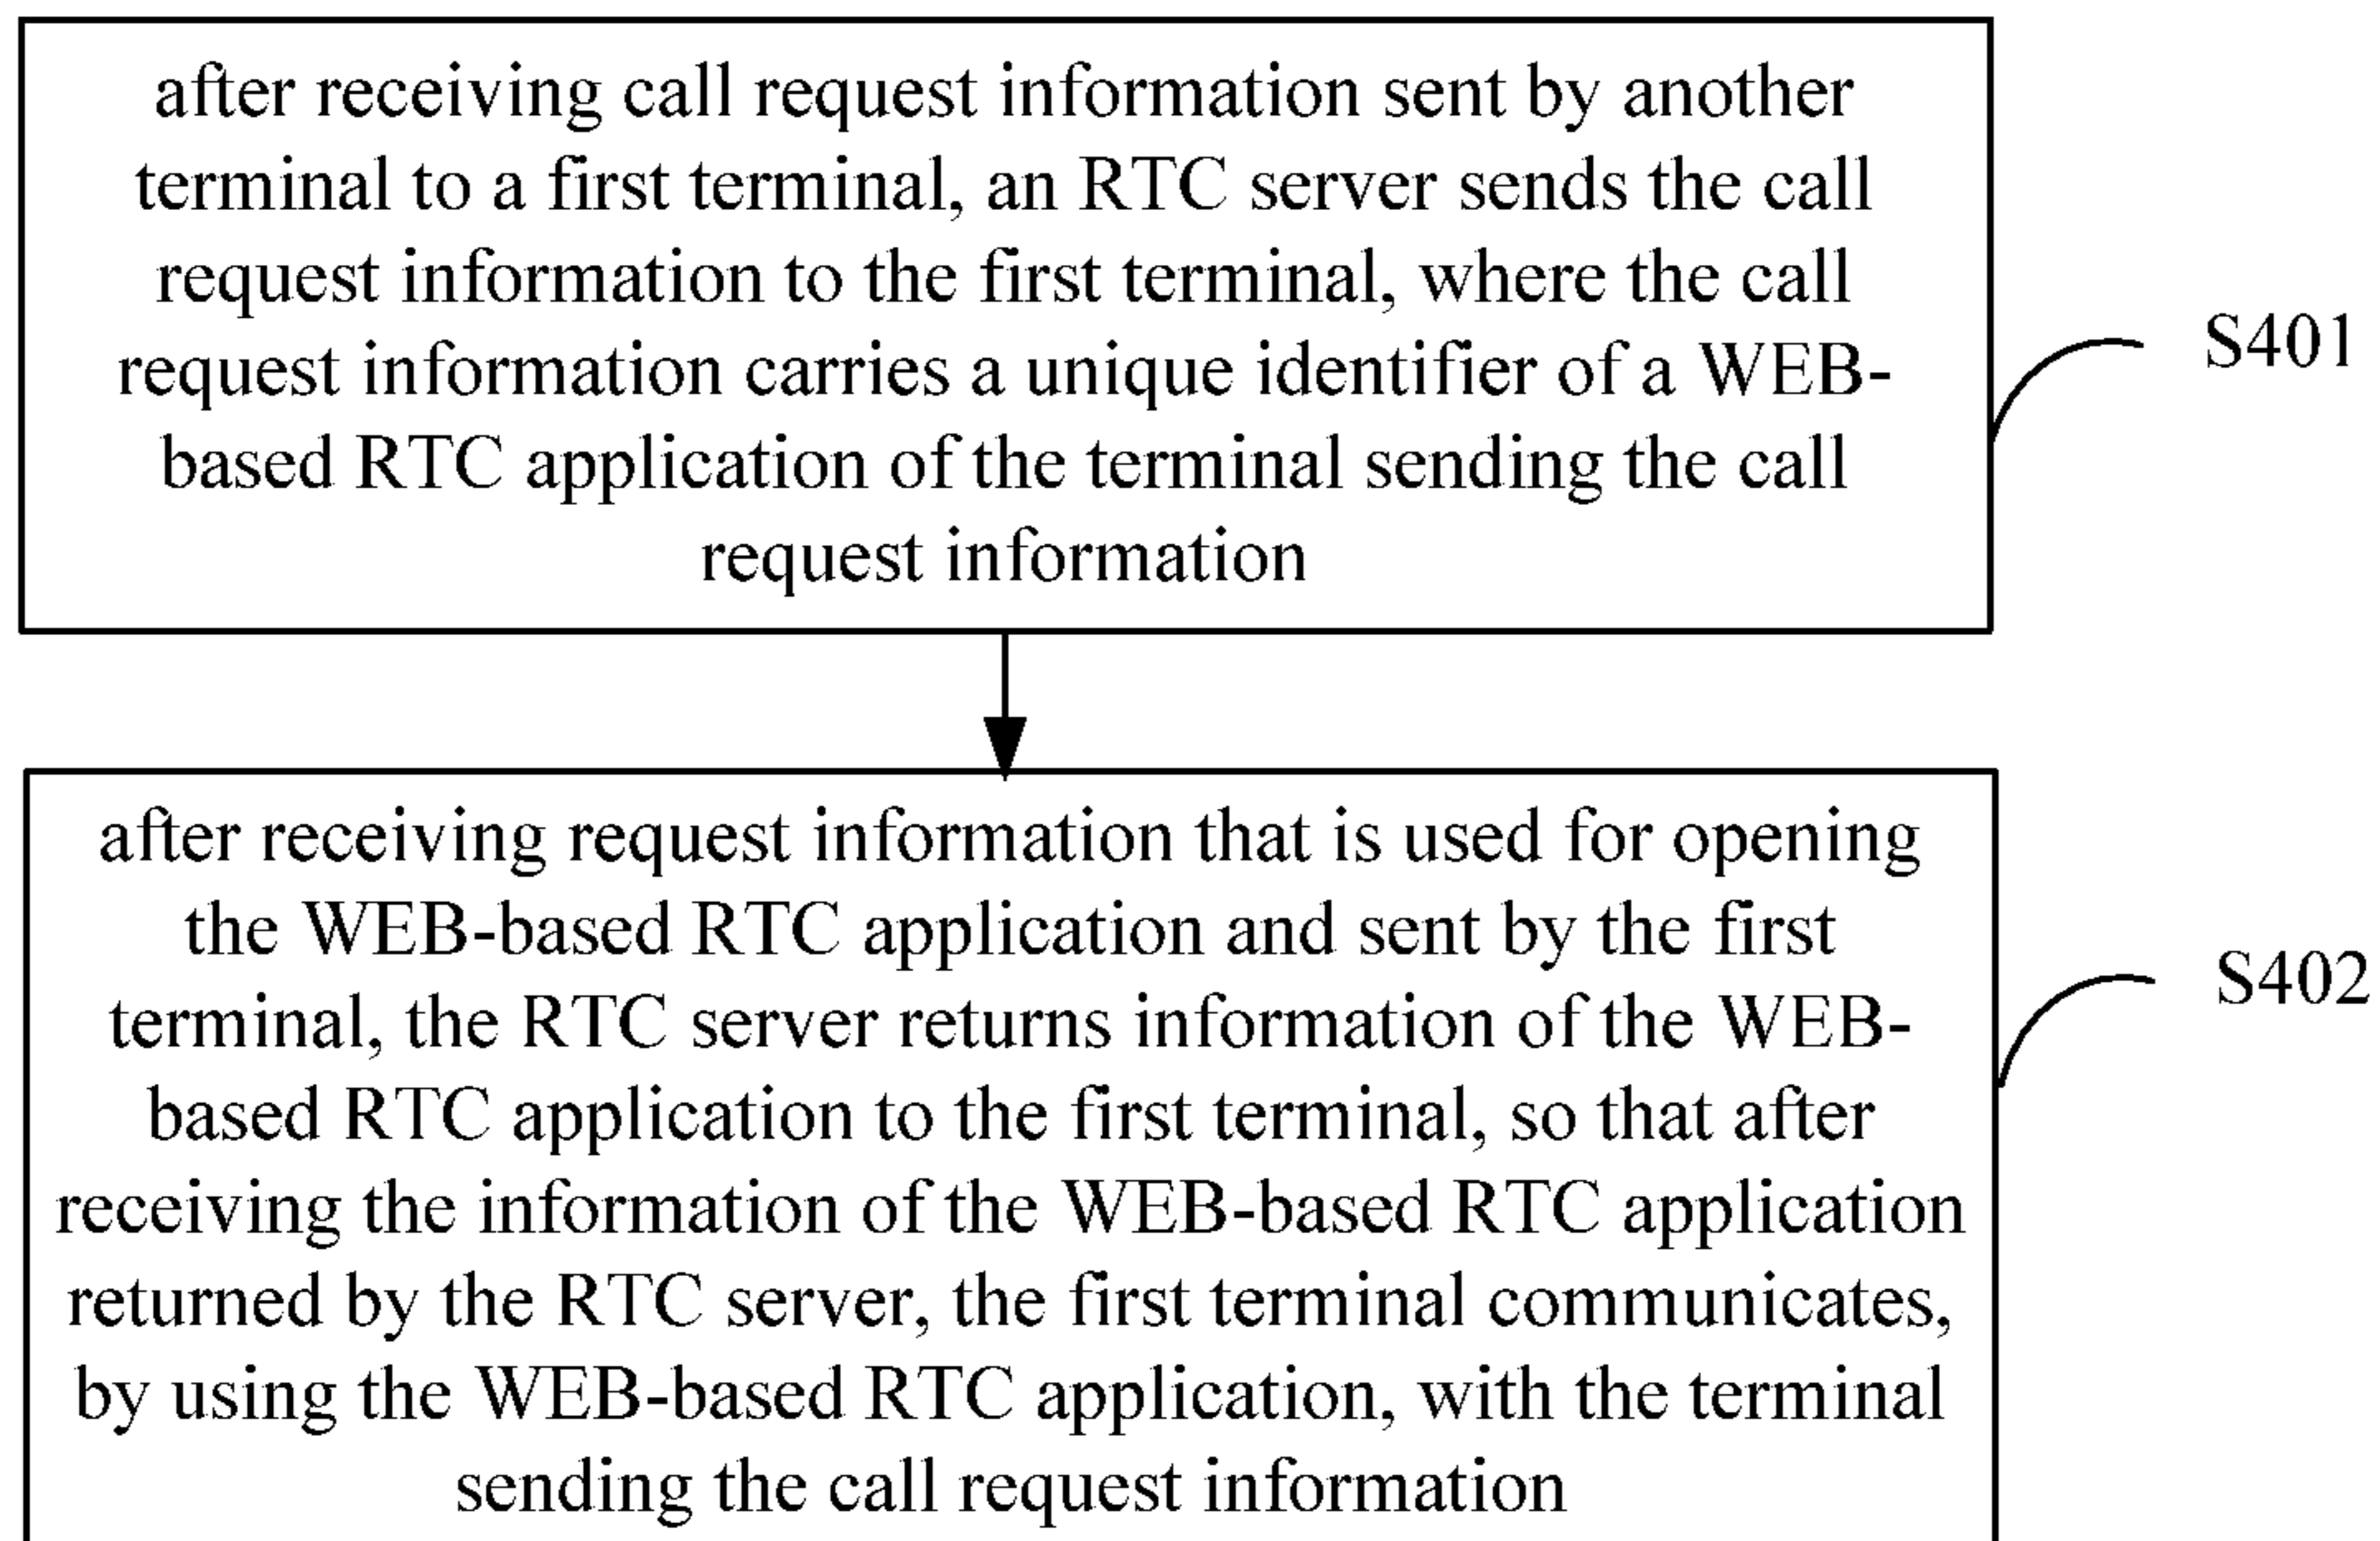 after receiving call request information sent by another
terminal to a first terminal, an RTC server sends the call
request information to the first terminal, where the call
request information carries a unique identifier of a WEB-
based RTC application of the terminal sending the call
request information
S401
after receiving request information that is used for opening
the WEB-based RTC application and sent by the first
terminal, the RTC server returns information of the WEB-
based RTC application to the first terminal, so that after
receiving the information of the WEB-based RTC application
returned by the RTC server, the first terminal communicates,
by using the WEB-based RTC application, with the terminal
sending the call request information
S402